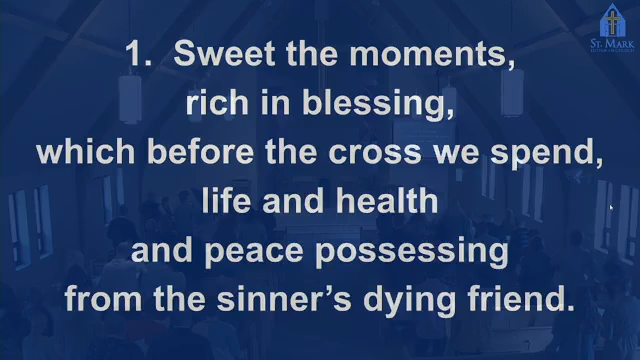 ST. MARK
1. Sweet the moments,
rich in blessing,
which before the cross we spend,
life and health
and peace possessing
from the sinner's dying friend.